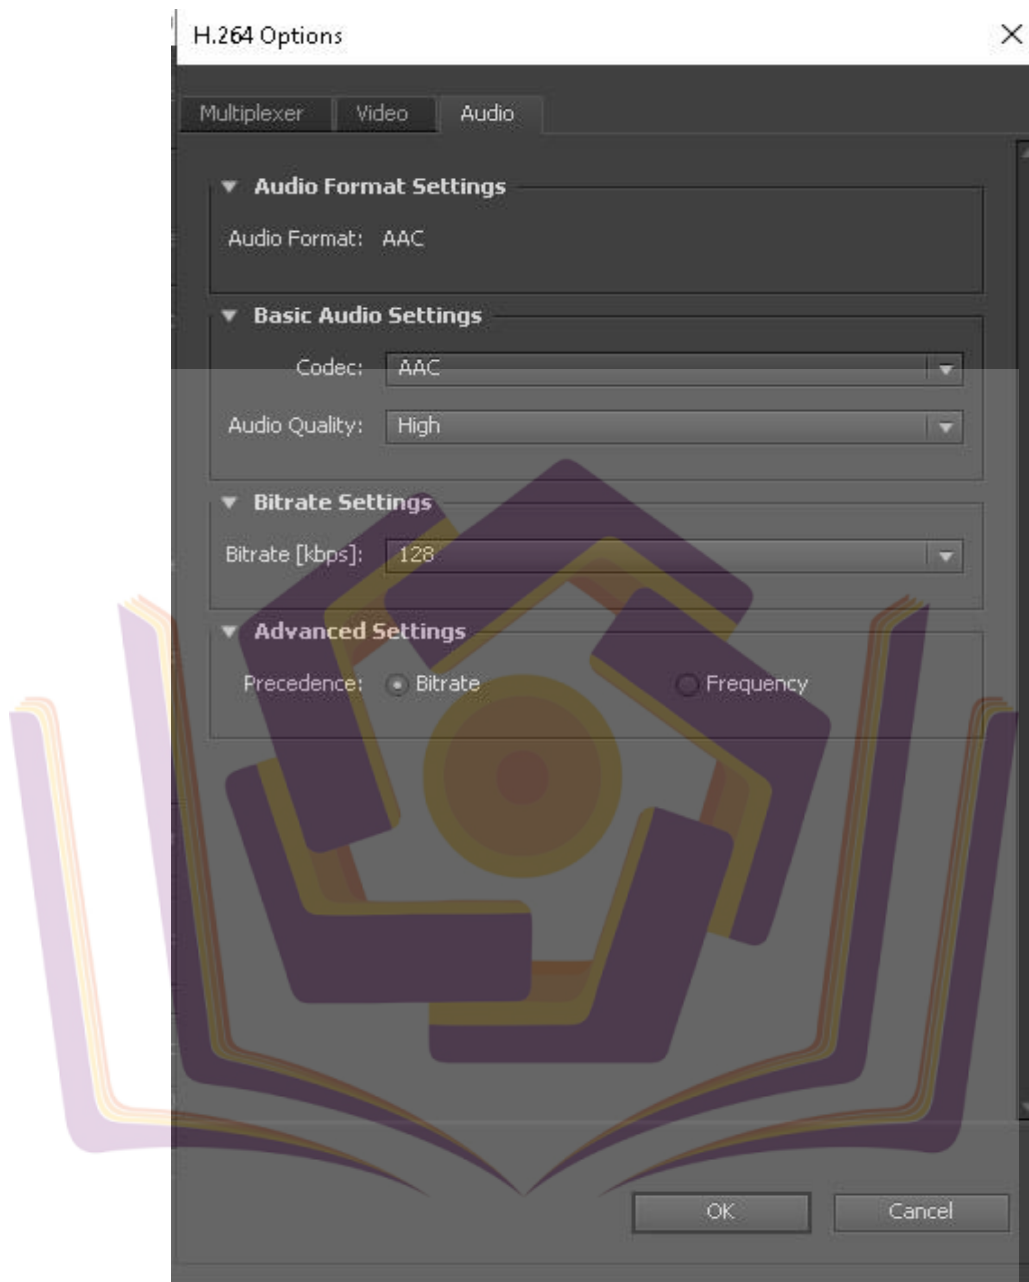 H.264 Options
Multiplexer Video Audio
Audio Format Settings
Audio Format: AAC
Basic Audio Settings
Codec: AAC
Audio Quality: High
Bitrate Settings
Bitrate [kbps]: 128
Advanced Settings
Precedence: Bitrate Frequency
OK Cancel